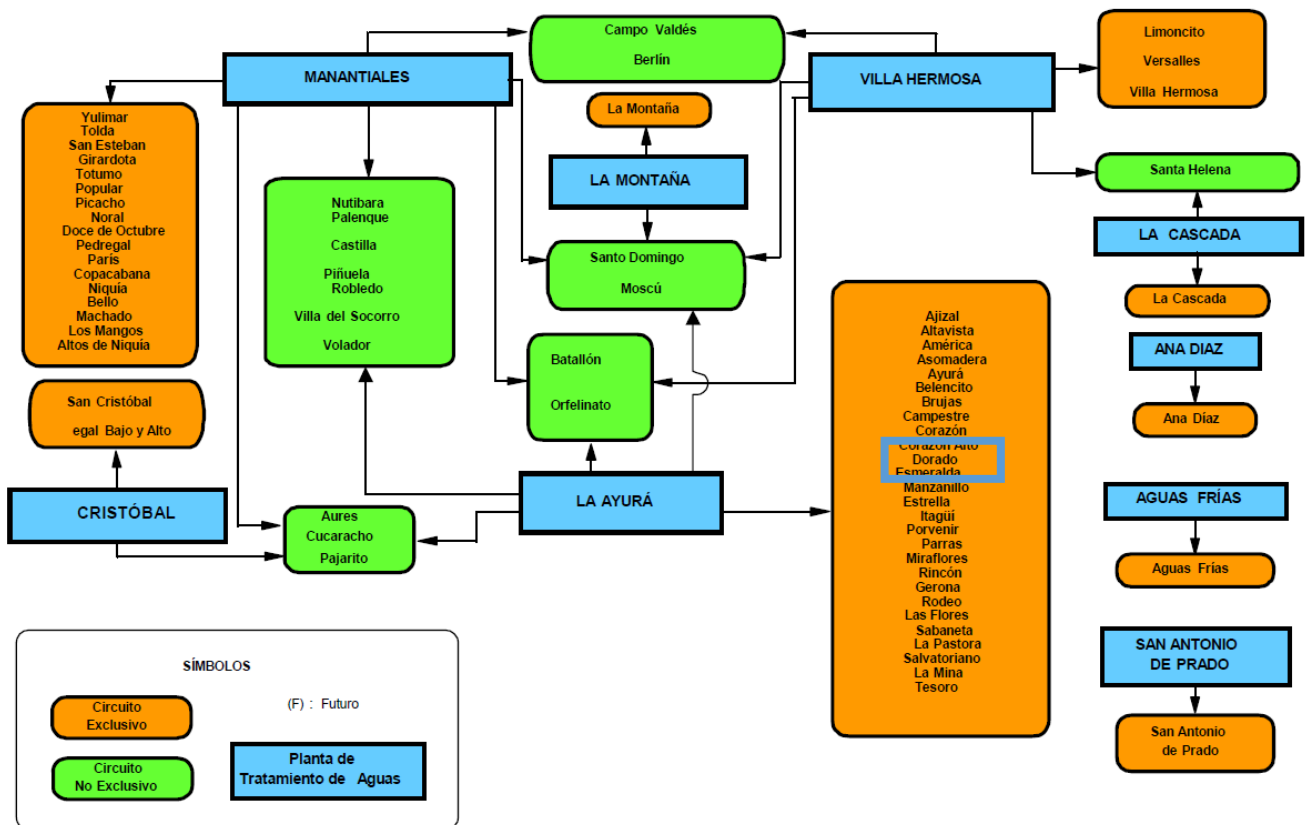 Campo Valdés
Berlín
Limoncito
Versalles
Villa Hermosa
MANANTIALES
VILLA HERMOSA
La Montaña
Yulimar
Tolda
San Esteban
Girardota
Totumo
Popular
Picacho
Noral
Doce de Octubre
Pedregal
París
Copacabana
Niquía
Bello
Machado
Los Mangos
Altos de Niquía
Nutibara
Palenque
Castilla
Piñuela
Robledo
Villa del Socorro
Volador
LA MONTAÑA
Santa Helena
LA CASCADA
Santo Domingo
Moscú
La Cascada
Batallón
Orfelinato
Ajizal
Altavista
América
Asomadera
Ayurá
Belencito
Brujas
Campestre
Corazón
Corazón Alto
Dorado
Esmeralda
Manzanillo
Estrella
Itagüí
Porvenir
Parras
Miraflores
Rincón
Gerona
Rodeo
Las Flores
Sabaneta
La Pastora
Salvatoriano
La Mina
Tesoro
ANA DIAZ
Ana Díaz
San Cristóbal
egal Bajo y Alto
CRISTÓBAL
LA AYURÁ
Aures
Cucaracho
Pajarito
AGUAS FRÍAS
Aguas Frías
SAN ANTONIO
DE PRADO
San Antonio
de Prado
SÍMBOLOS
Circuito
Exclusivo
(F) : Futuro
Circuito
No Exclusivo
Planta de
Tratamiento de Aguas